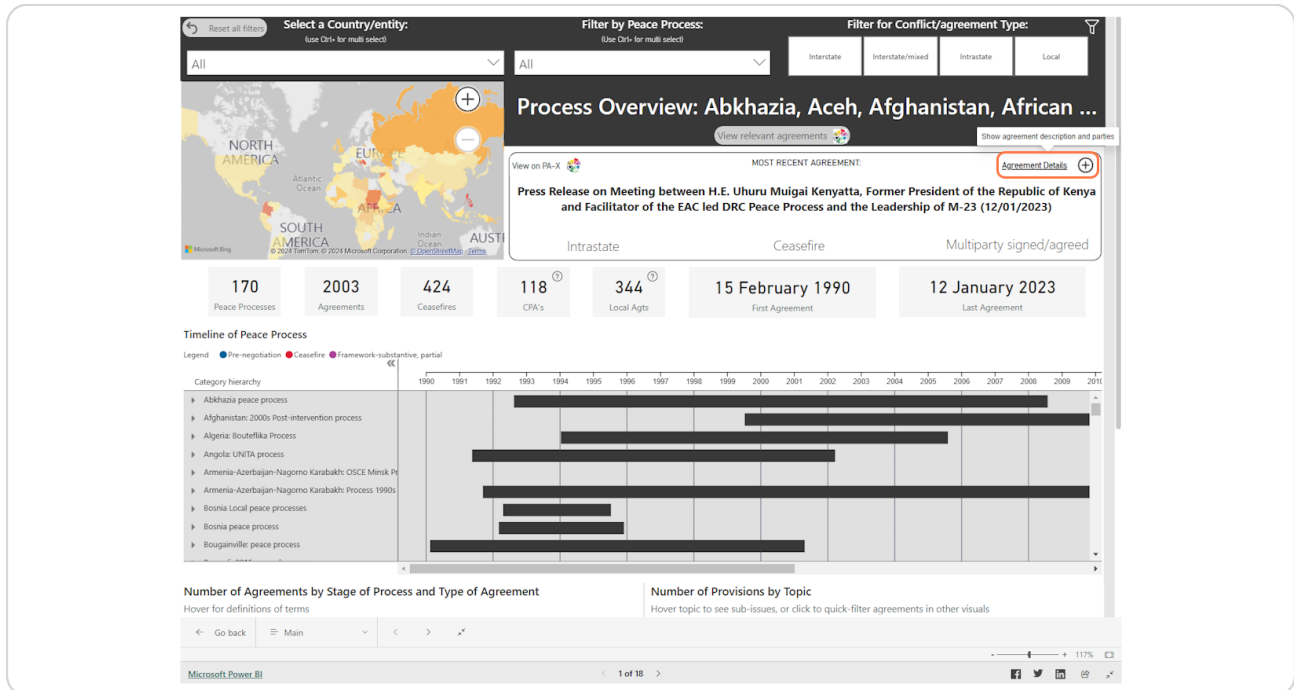 Reset all filters
Select a Country/entity:
(use Ctrl+ for multi select)
All
Filter by Peace Process:
(Use Ctrl+ for multi select)
All
Filter for Conflict/agreement Type:
Interstate
Interstate/mixed
Intrastate
Local
NORTH
AMERICA
EUROPE
Atlantic
Ocean
AFRICA
SOUTH
AMERICA
Indian
Ocean
AUST
Microsoft Bing
© 2024 TomTom, © 2024 Microsoft Corporation, © OpenStreetMap Terms
Process Overview: Abkhazia, Aceh, Afghanistan, African ...
View relevant agreements
Show agreement description and parties
View on PA-X
MOST RECENT AGREEMENT:
Agreement Details
Press Release on Meeting between H.E. Uhuru Muigai Kenyatta, Former President of the Republic of Kenya
and Facilitator of the EAC led DRC Peace Process and the Leadership of M-23 (12/01/2023)
Intrastate
Ceasefire
Multiparty signed/agreed
170
Peace Processes
2003
Agreements
424
Ceasefires
118
CPA's
344
Local Agts
15 February 1990
First Agreement
12 January 2023
Last Agreement
Timeline of Peace Process
Legend Pre-negotiation Ceasefire Framework-substantive, partial
Category hierarchy
1990 1991 1992 1993 1994 1995 1996 1997 1998 1999 2000 2001 2002 2003 2004 2005 2006 2007 2008 2009 2010
Abkhazia peace process
Afghanistan: 2000s Post-intervention process
Algeria: Bouteflika Process
Angola: UNITA process
Armenia-Azerbaijan-Nagorno Karabakh: OSCE Minsk Pr
Armenia-Azerbaijan-Nagorno Karabakh: Process 1990s
Bosnia Local peace processes
Bosnia peace process
Bougainville: peace process
Number of Agreements by Stage of Process and Type of Agreement
Hover for definitions of terms
Number of Provisions by Topic
Hover topic to see sub-issues, or click to quick-filter agreements in other visuals
Go back
Main
- + 117%
Microsoft Power BI
1 of 18